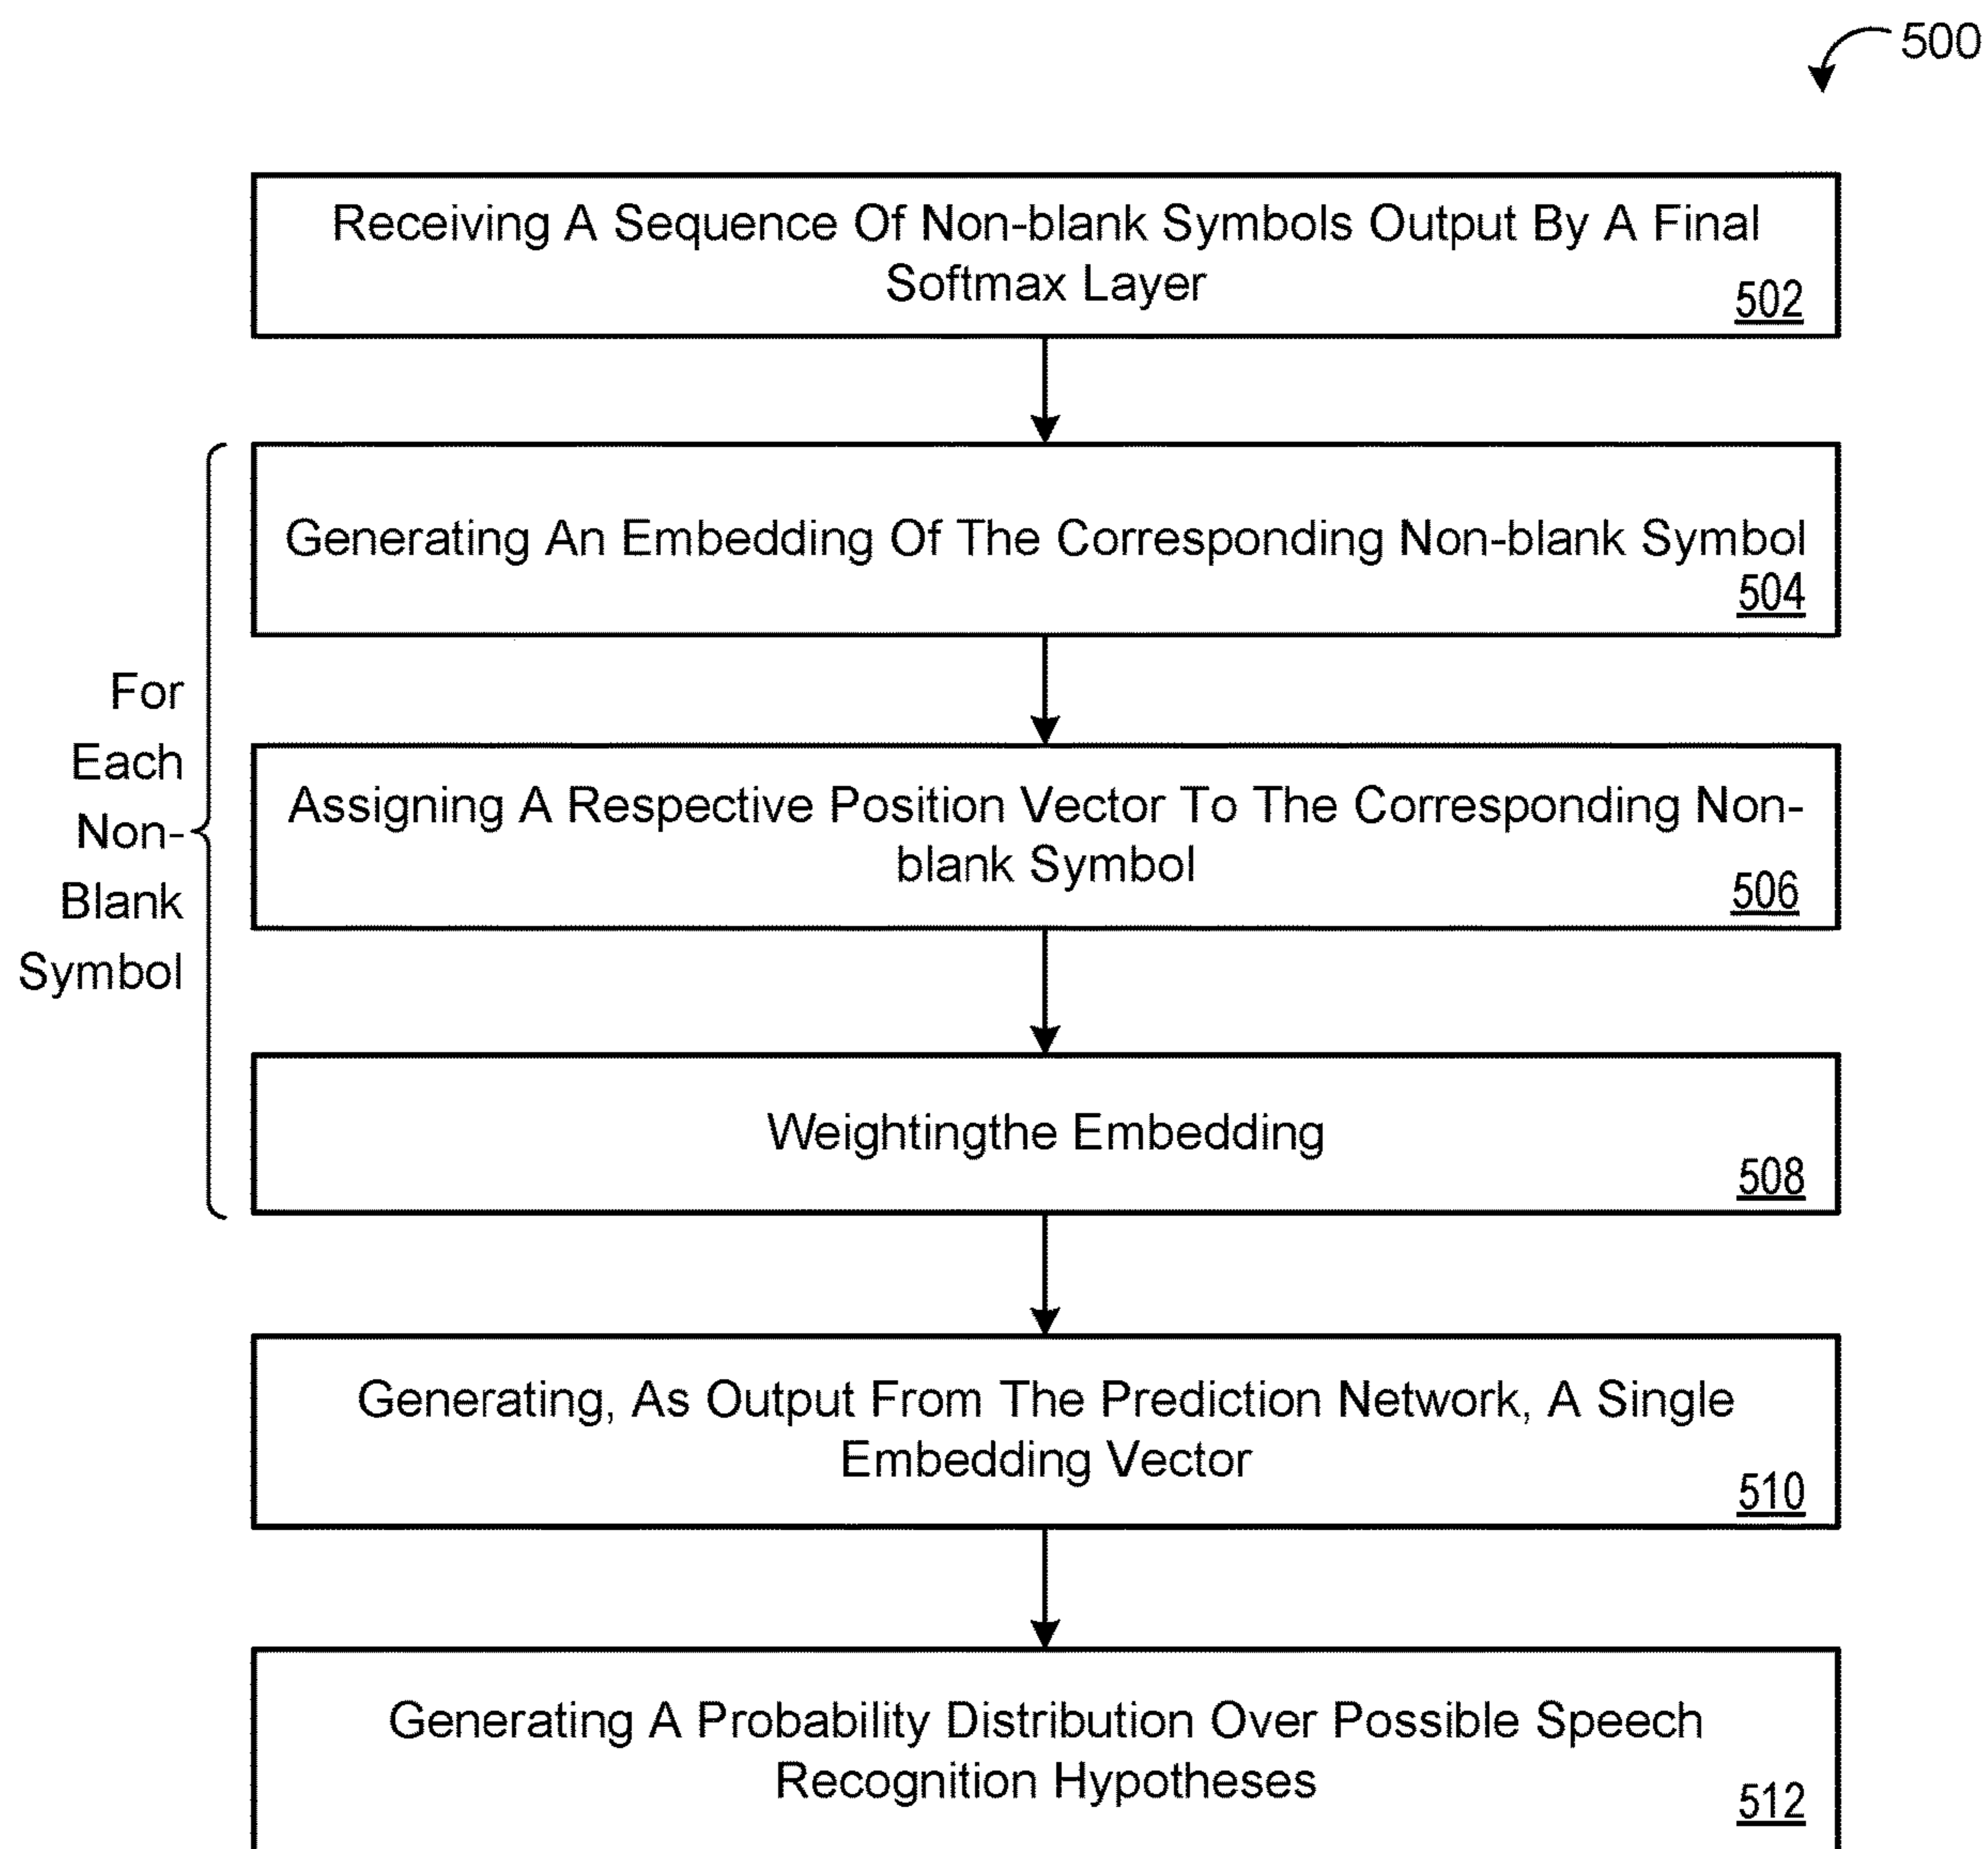 500
Receiving A Sequence Of Non-blank Symbols Output By A Final
Softmax Layer
502
For
Each
Non-
Blank
Symbol
Generating An Embedding Of The Corresponding Non-blank Symbol
504
Assigning A Respective Position Vector To The Corresponding Non-
blank Symbol
506
Weightingthe Embedding
508
Generating, As Output From The Prediction Network, A Single
Embedding Vector
510
Generating A Probability Distribution Over Possible Speech
Recognition Hypotheses
512